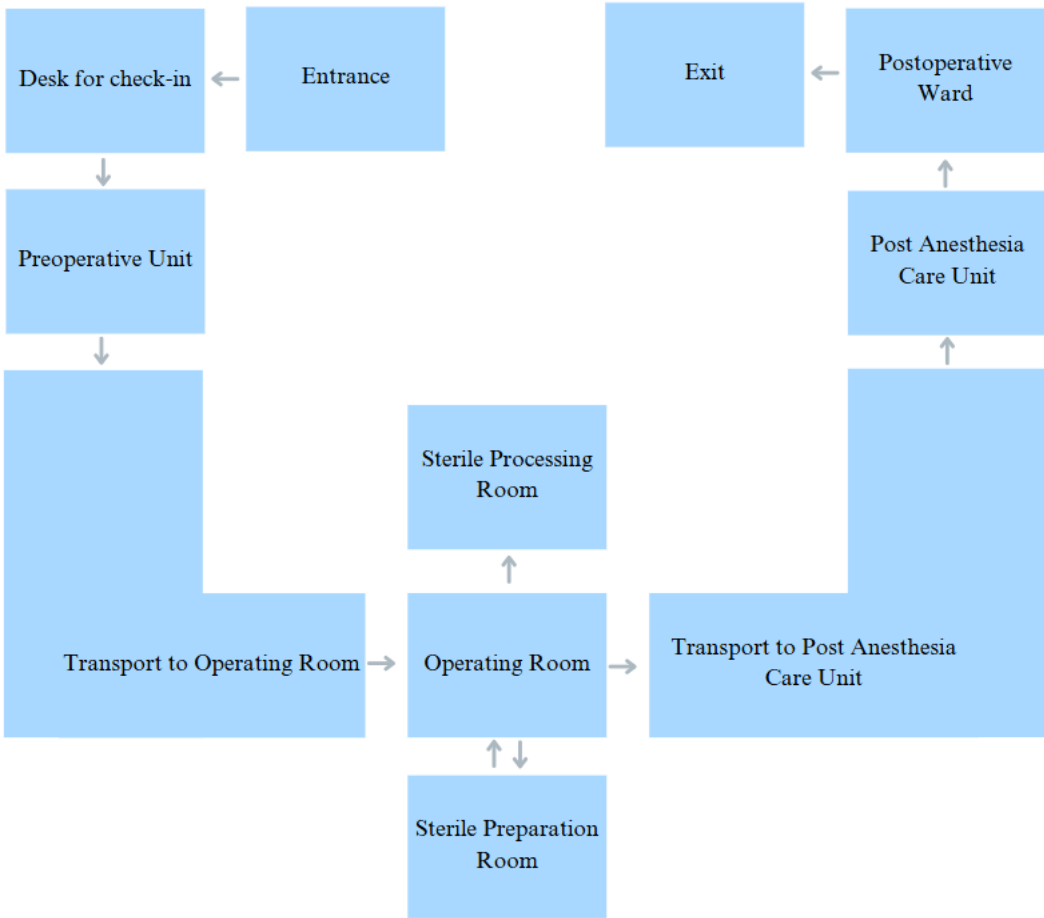 Desk for check-in
Entrance
Exit
Postoperative
Ward
Preoperative Unit
Post Anesthesia
Care Unit
Sterile Processing
Room
Transport to Operating Room
Operating Room
Transport to Post Anesthesia
Care Unit
Sterile Preparation
Room